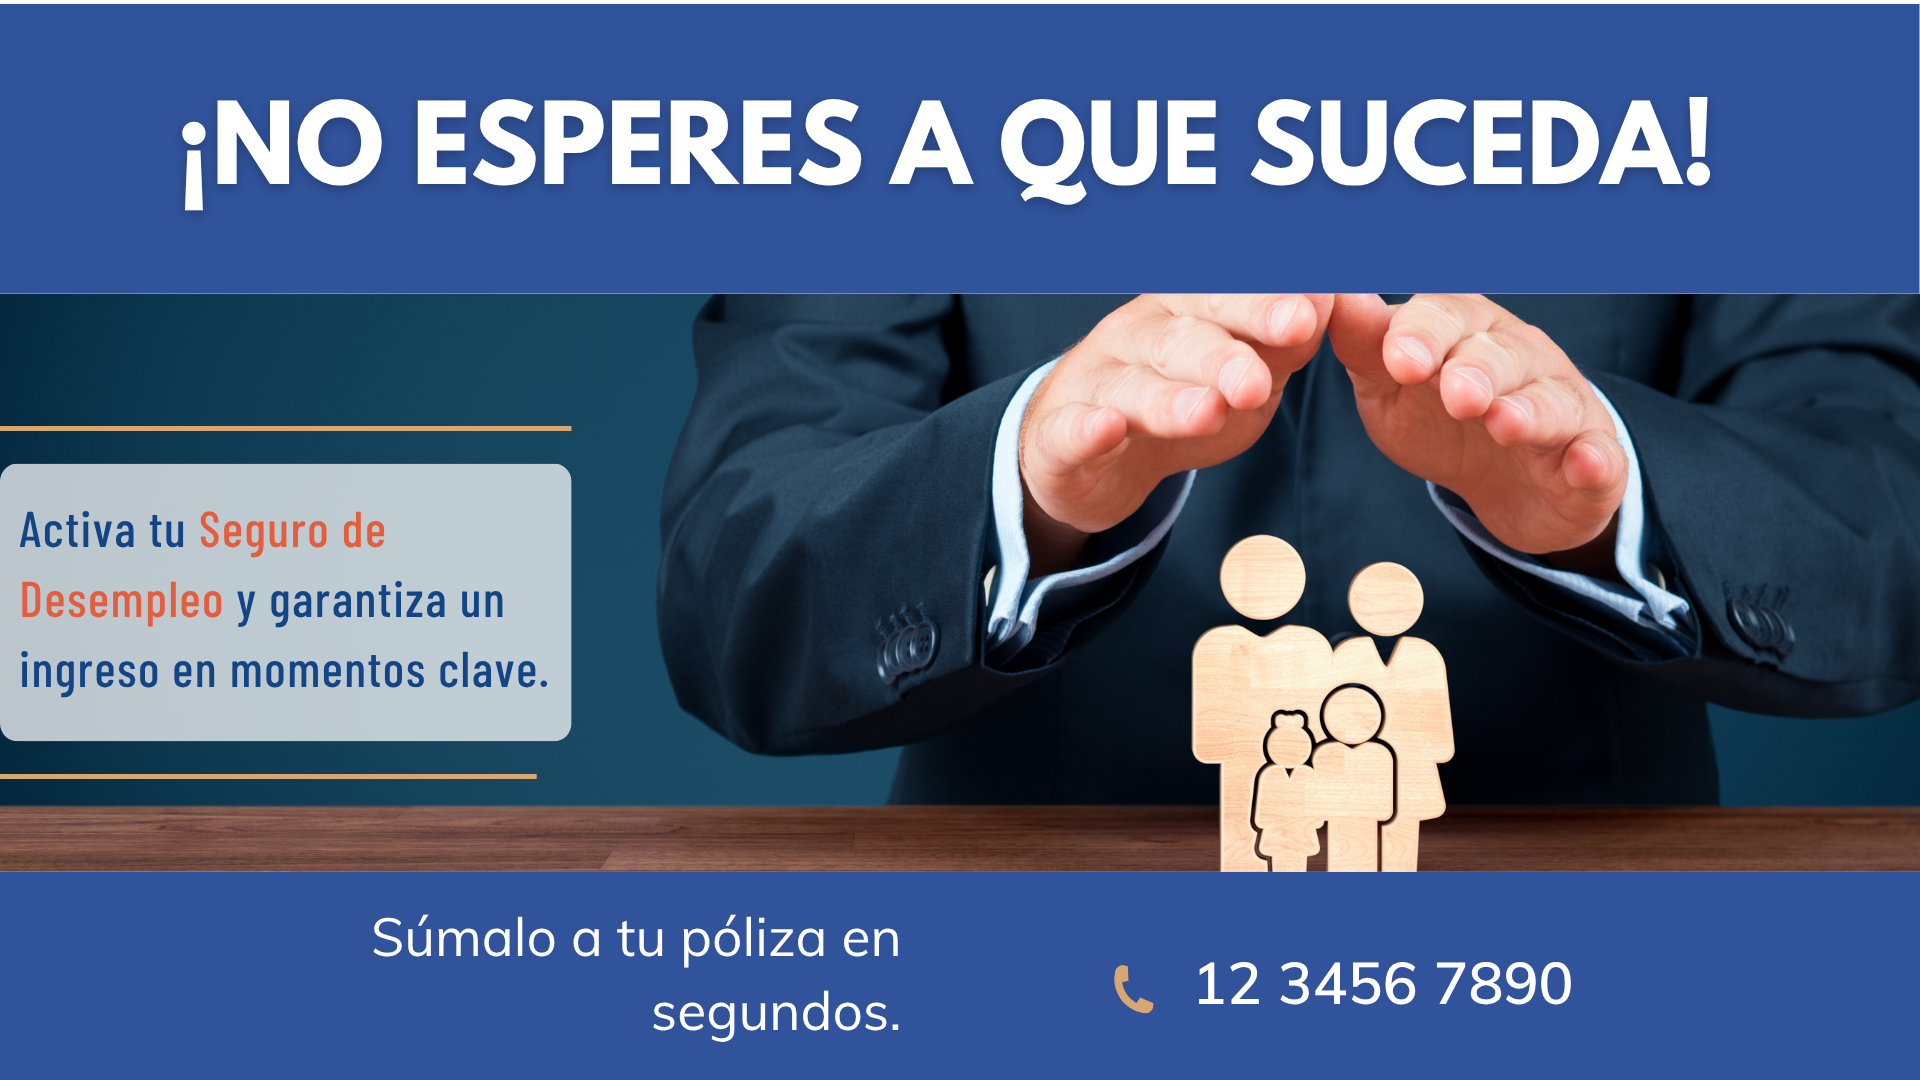 ¡NO ESPERES A QUE SUCEDA!
Activa tu Seguro de
Desempleo y garantiza un
ingreso en momentos clave.
Súmalo a tu póliza en
segundos.
12 3456 7890